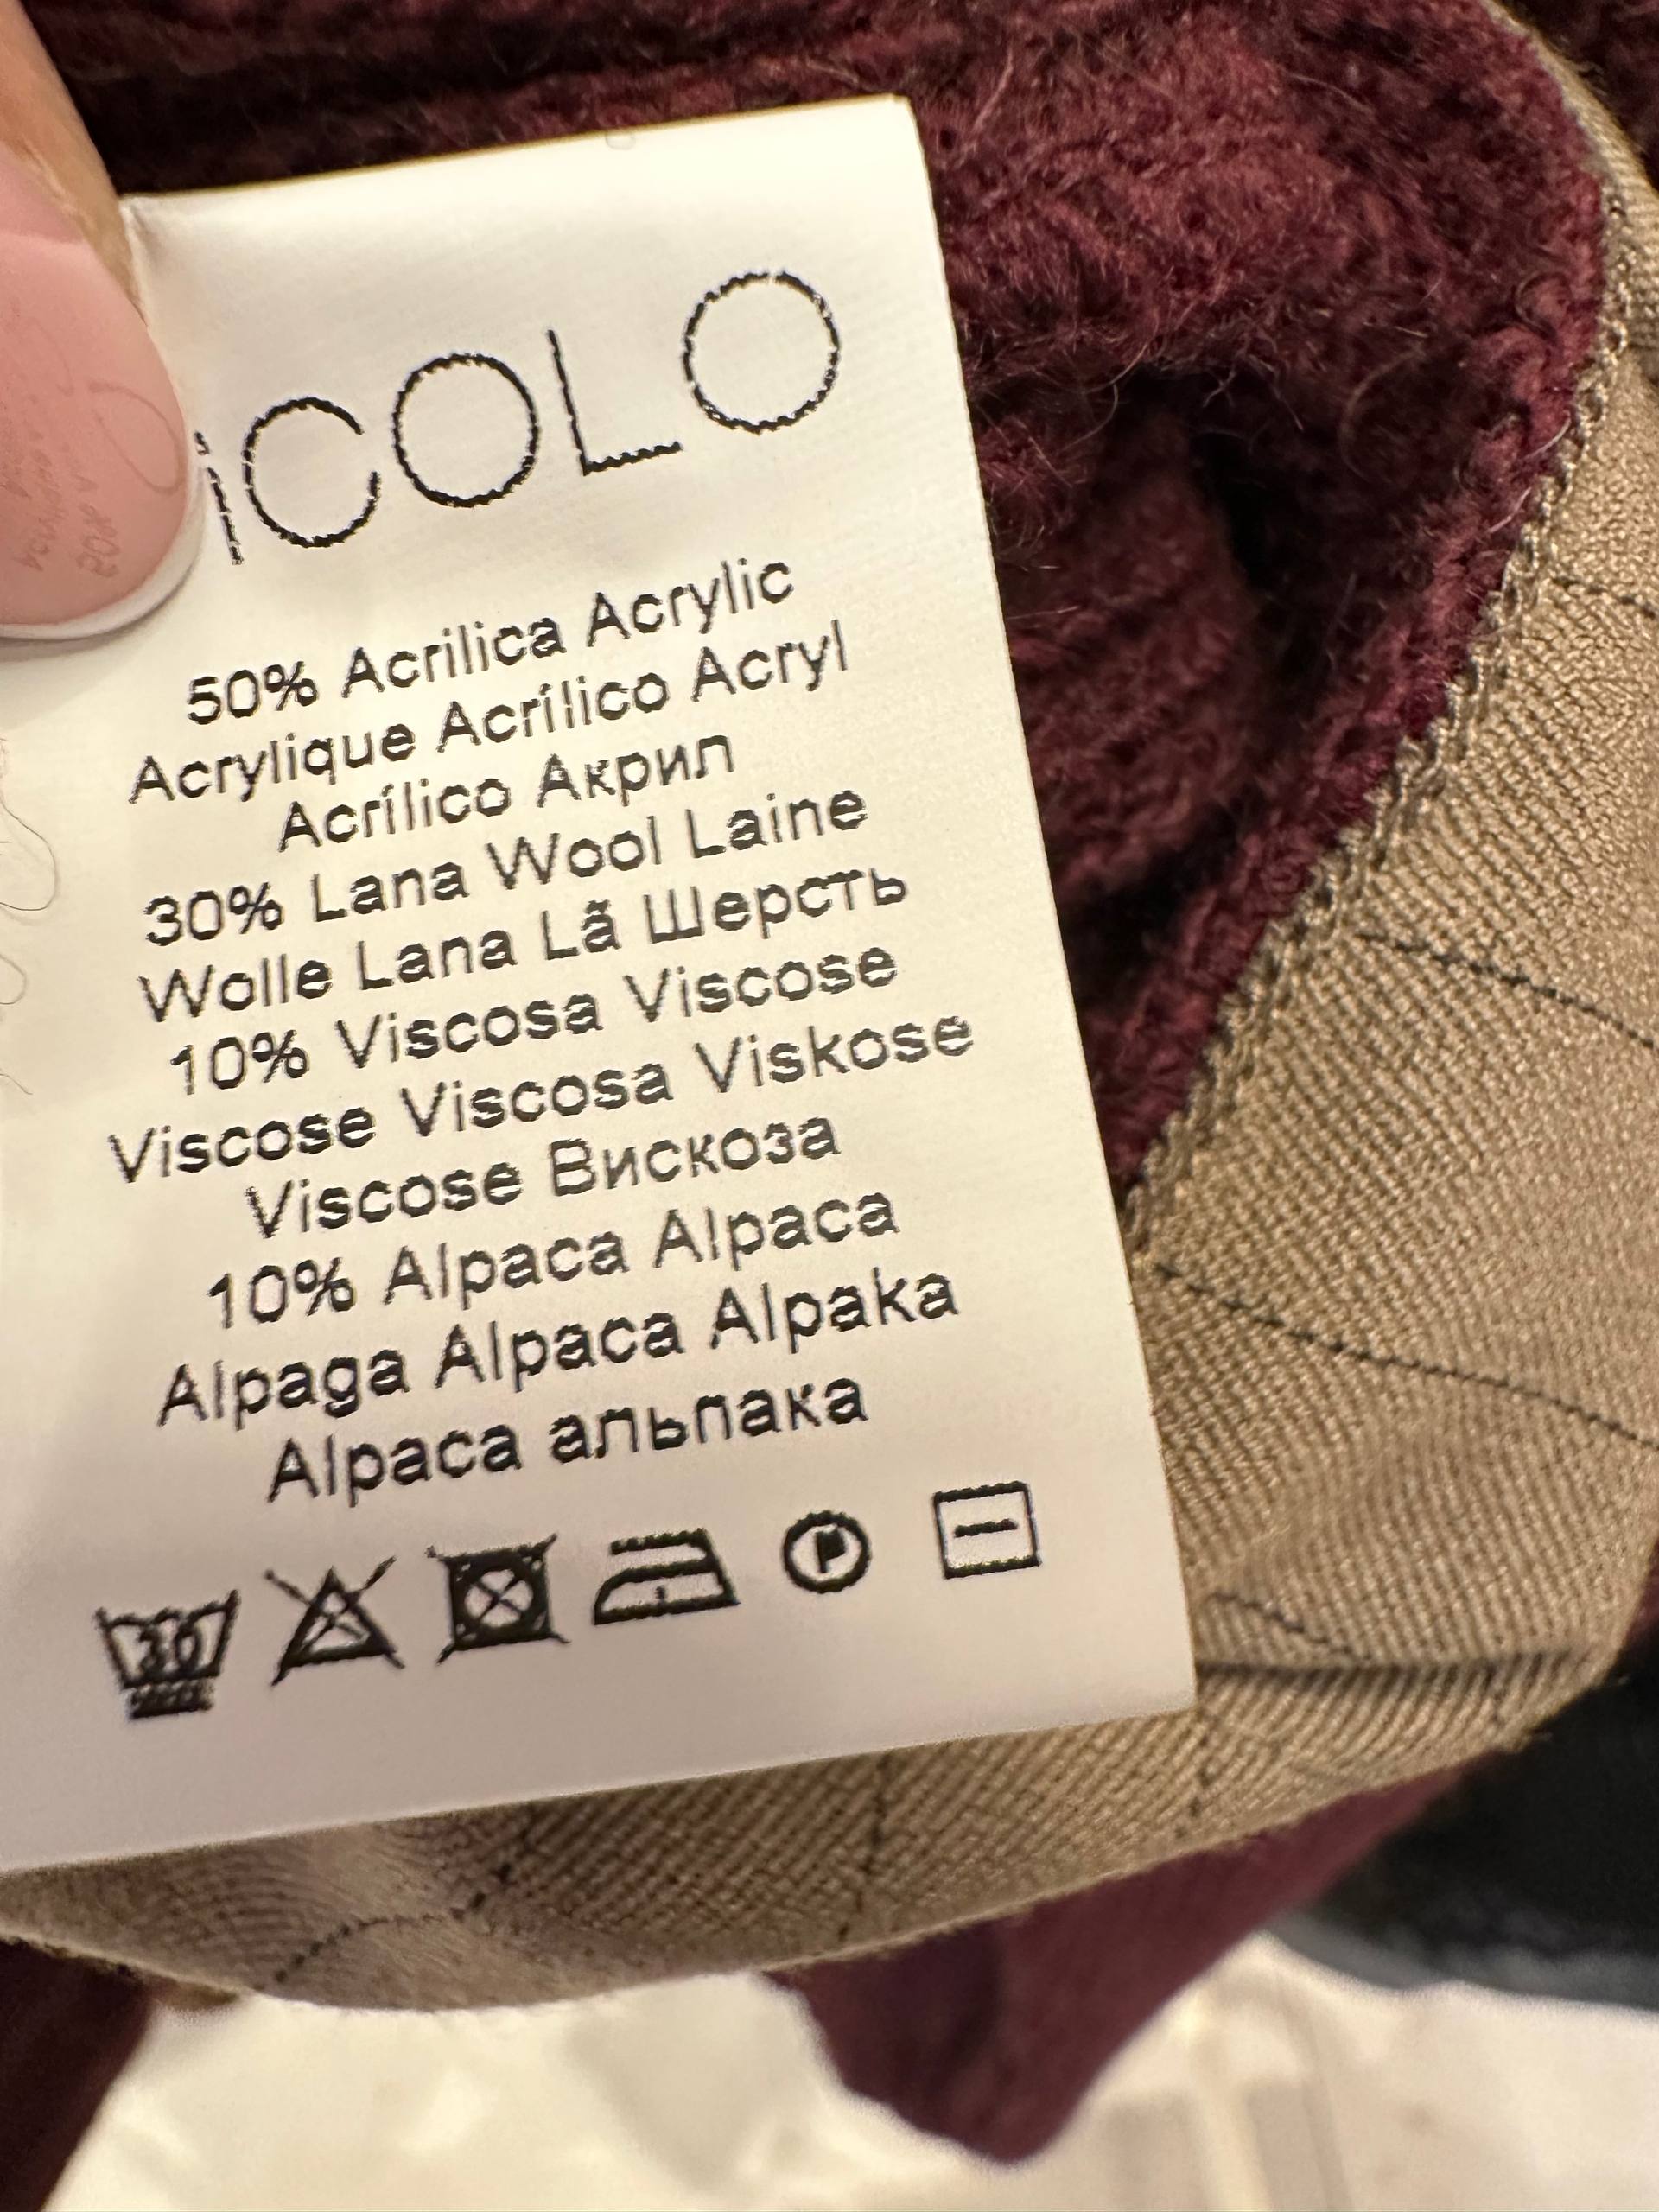 iCOLO
50% Acrilica Acrylic
Acrylique Acrílico Acryl
Acrílico Акрил
30% Lana Wool Laine
Wolle Lana Lã Шерсть
10% Viscosa Viscose
Viscose Viscosa Viskose
Viscose Вискоза
10% Alpaca Alpaca
Alpaga Alpaca Alpaka
Alpaca альпака
30
P